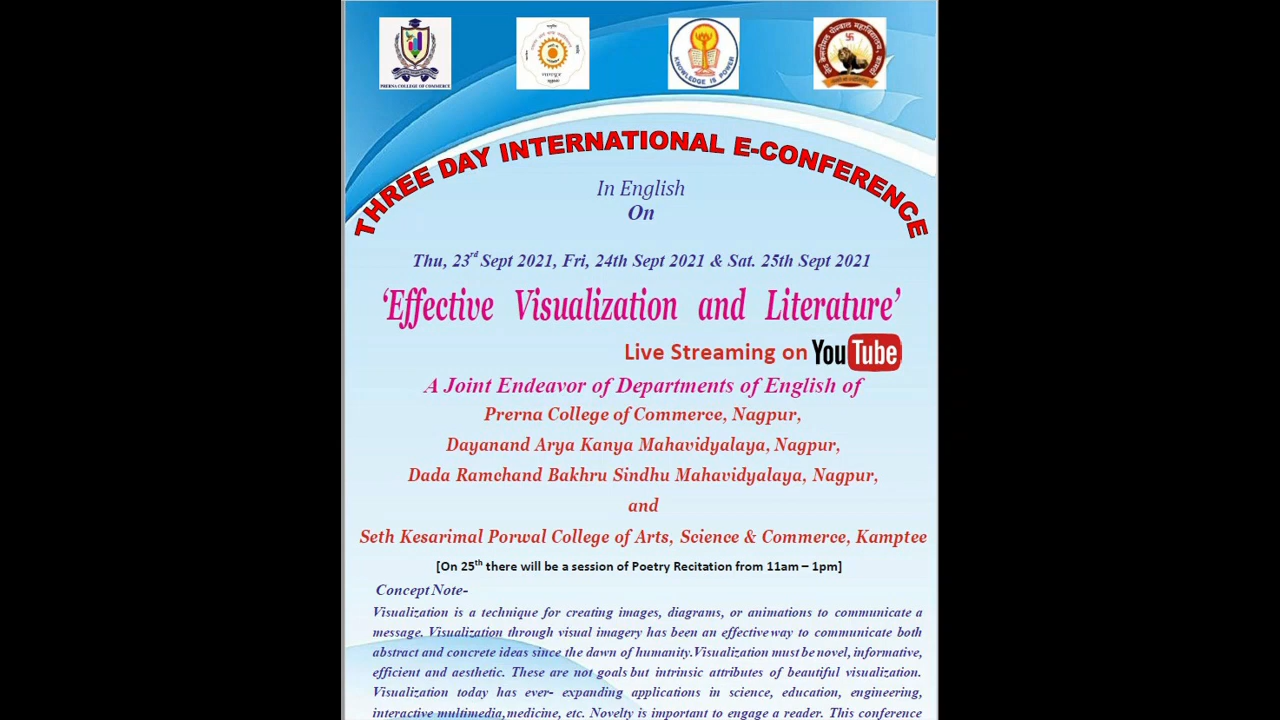 PRERNA COLLEGE OF COMMERCE
KNOWLEDGE IS POWER
THREE DAY INTERNATIONAL E-CONFERENCE
In English
On
Thu, 23rd Sept 2021, Fri, 24th Sept 2021 & Sat. 25th Sept 2021
‘Effective Visualization and Literature’
Live Streaming on YouTube
A Joint Endeavor of Departments of English of
Prerna College of Commerce, Nagpur,
Dayanand Arya Kanya Mahavidyalaya, Nagpur,
Dada Ramchand Bakhru Sindhu Mahavidyalaya, Nagpur,
and
Seth Kesarimal Porwal College of Arts, Science & Commerce, Kamptee
[On 25th there will be a session of Poetry Recitation from 11am – 1pm]
Concept Note-
Visualization is a technique for creating images, diagrams, or animations to communicate a
message. Visualization through visual imagery has been an effective way to communicate both
abstract and concrete ideas since the dawn of humanity.Visualization must be novel, informative,
efficient and aesthetic. These are not goals but intrinsic attributes of beautiful visualization.
Visualization today has ever- expanding applications in science, education, engineering,
interactive multimedia,medicine, etc. Novelty is important to engage a reader. This conference